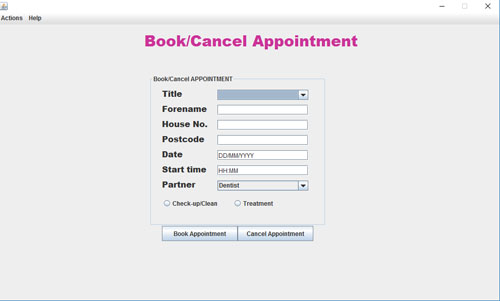 Actions Help
Book/Cancel Appointment
Book/Cancel APPOINTMENT
Title
Forename
House No.
Postcode
Date DD/MM/YYYY
Start time HH:MM
Partner Dentist
Check-up/Clean Treatment
Book Appointment Cancel Appointment